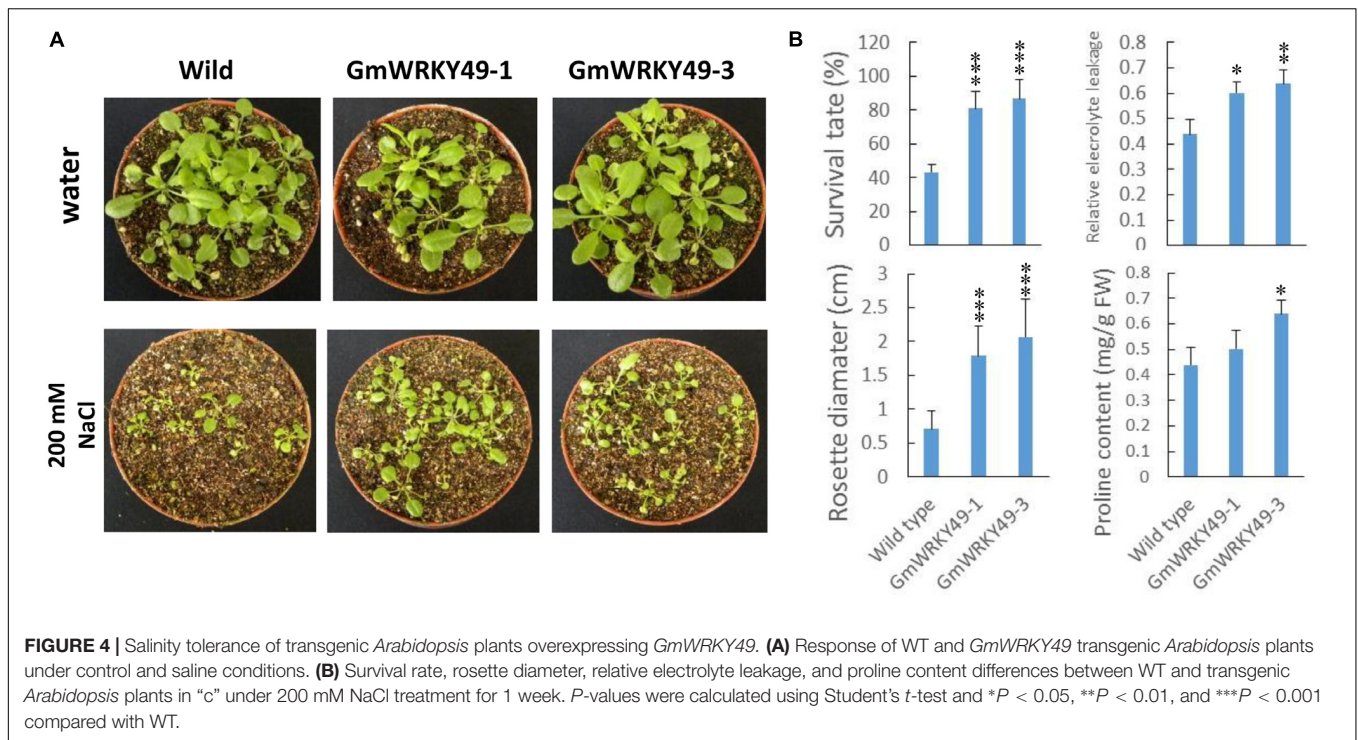 A
Wild GmWRKY49-1 GmWRKY49-3
water
200 mM
NaCl
B
Survival tate (%)
120
100
80
60
40
20
0
***
***
Relative elecrolyte leakage
0.8
0.7
0.6
0.5
0.4
0.3
0.2
0.1
0
*
**
Rosette diamater (cm)
3
2.5
2
1.5
1
0.5
0
***
***
Wild type
GmWRKY49-1
GmWRKY49-3
Proline content (mg/g FW)
0.8
0.7
0.6
0.5
0.4
0.3
0.2
0.1
0
*
Wild type
GmWRKY49-1
GmWRKY49-3
FIGURE 4 | Salinity tolerance of transgenic Arabidopsis plants overexpressing GmWRKY49. (A) Response of WT and GmWRKY49 transgenic Arabidopsis plants
under control and saline conditions. (B) Survival rate, rosette diameter, relative electrolyte leakage, and proline content differences between WT and transgenic
Arabidopsis plants in “c” under 200 mM NaCl treatment for 1 week. P-values were calculated using Student’s t-test and *P < 0.05, **P < 0.01, and ***P < 0.001
compared with WT.